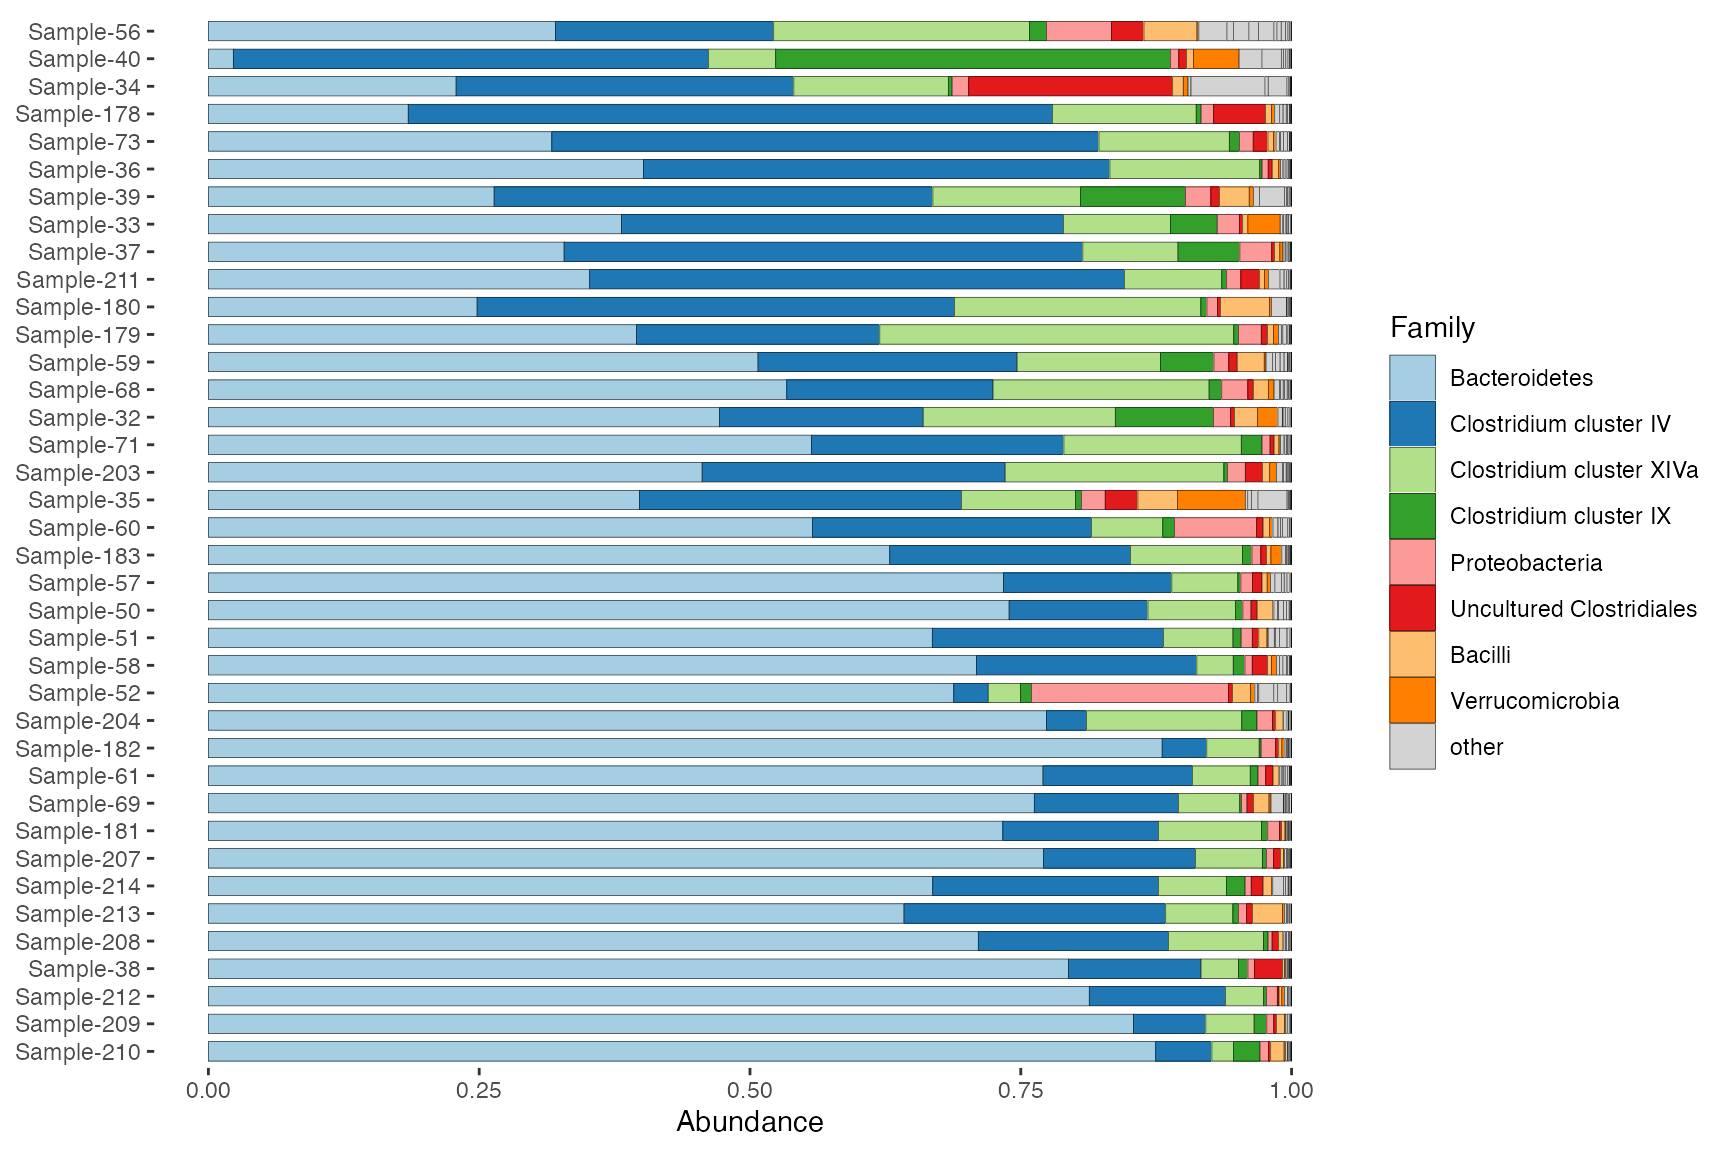 Sample-56
Sample-40
Sample-34
Sample-178
Sample-73
Sample-36
Sample-39
Sample-33
Sample-37
Sample-211
Sample-180
Sample-179
Sample-59
Sample-68
Sample-32
Sample-71
Sample-203
Sample-35
Sample-60
Sample-183
Sample-57
Sample-50
Sample-51
Sample-58
Sample-52
Sample-204
Sample-182
Sample-61
Sample-69
Sample-181
Sample-207
Sample-214
Sample-213
Sample-208
Sample-38
Sample-212
Sample-209
Sample-210
0.00 0.25 0.50 0.75 1.00
Abundance
Family
Bacteroidetes
Clostridium cluster IV
Clostridium cluster XIVa
Clostridium cluster IX
Proteobacteria
Uncultured Clostridiales
Bacilli
Verrucomicrobia
other